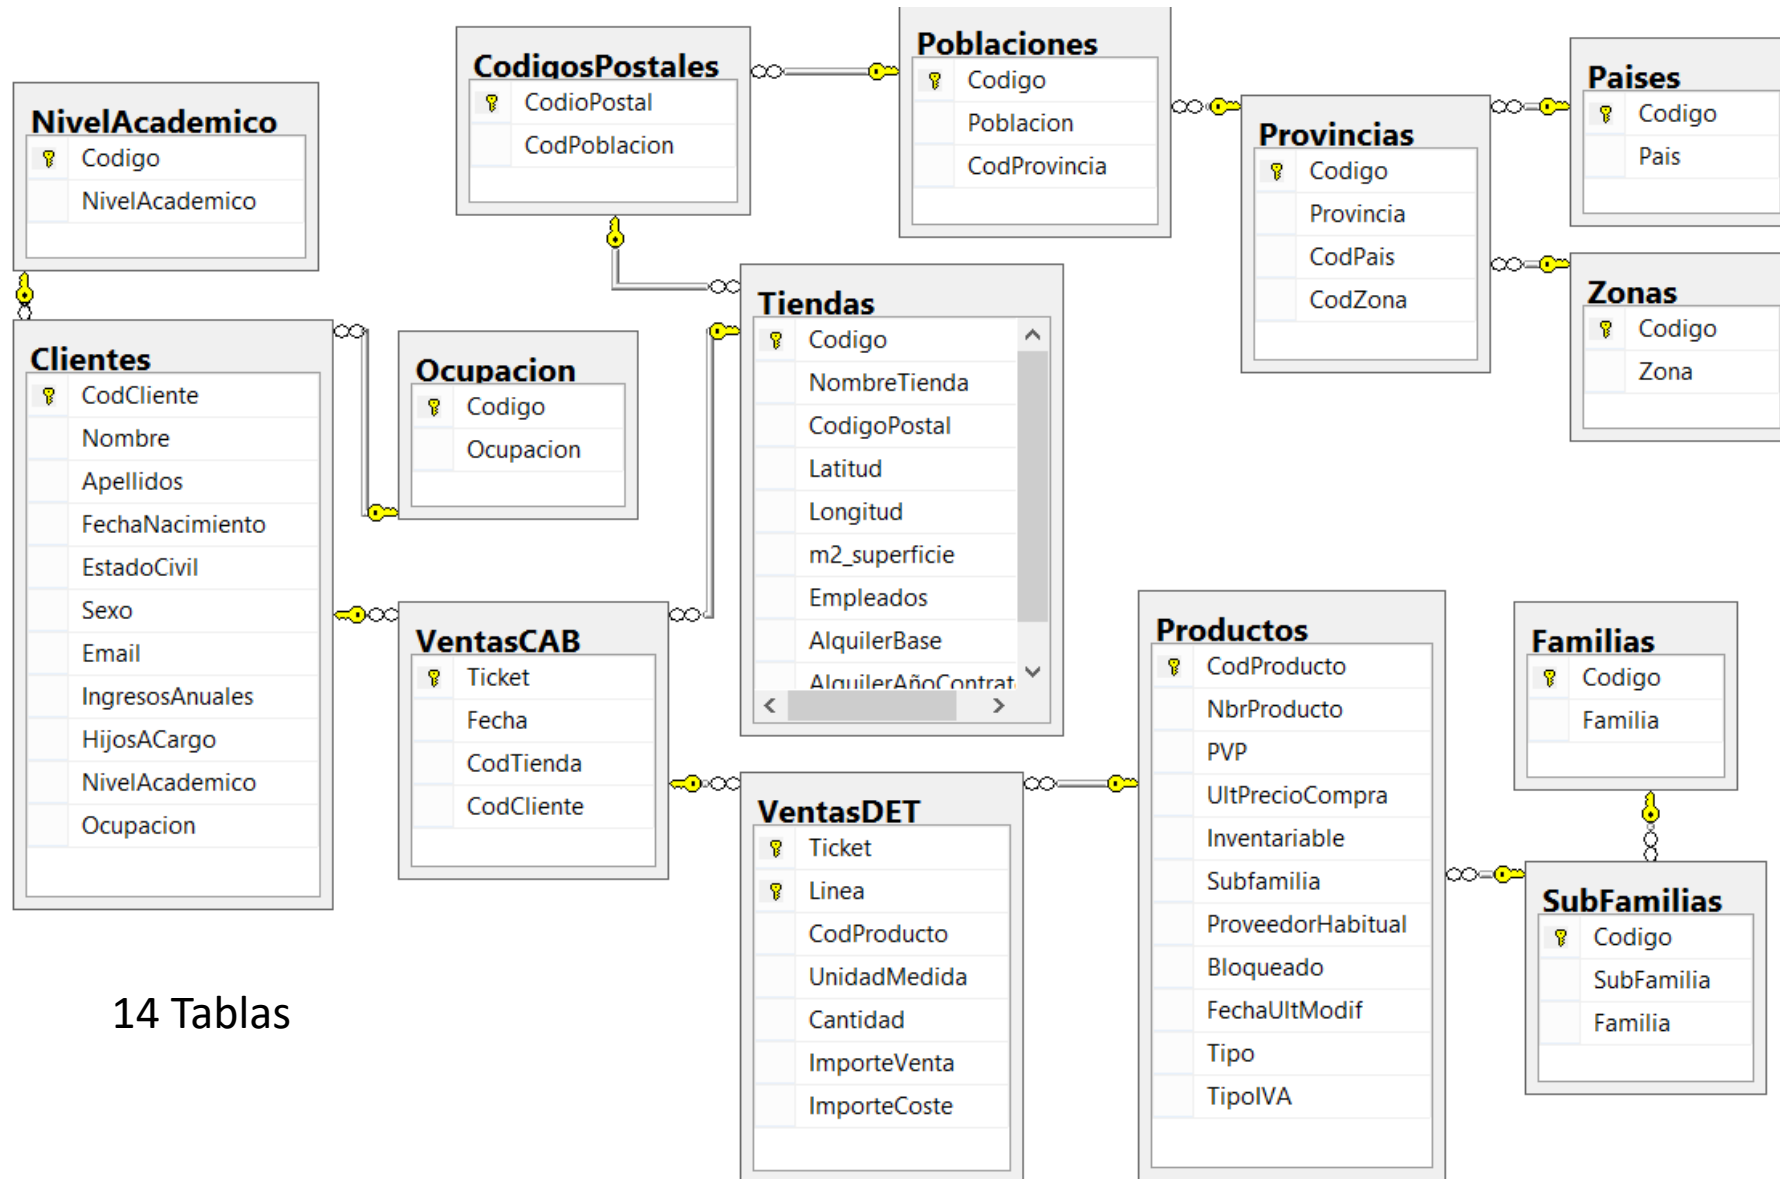 NivelAcademico
Codigo
NivelAcademico
CodigosPostales
CodioPostal
CodPoblacion
Poblaciones
Codigo
Poblacion
CodProvincia
Provincias
Codigo
Provincia
CodPais
CodZona
Paises
Codigo
Pais
Zonas
Codigo
Zona
Clientes
CodCliente
Nombre
Apellidos
FechaNacimiento
EstadoCivil
Sexo
Email
IngresosAnuales
HijosACargo
NivelAcademico
Ocupacion
Ocupacion
Codigo
Ocupacion
Tiendas
Codigo
NombreTienda
CodigoPostal
Latitud
Longitud
m2_superficie
Empleados
AlquilerBase
AlquilerAñoContrat
VentasCAB
Ticket
Fecha
CodTienda
CodCliente
VentasDET
Ticket
Linea
CodProducto
UnidadMedida
Cantidad
ImporteVenta
ImporteCoste
Productos
CodProducto
NbrProducto
PVP
UltPrecioCompra
Inventariable
Subfamilia
ProveedorHabitual
Bloqueado
FechaUltModif
Tipo
TipoIVA
Familias
Codigo
Familia
SubFamilias
Codigo
SubFamilia
Familia
14 Tablas